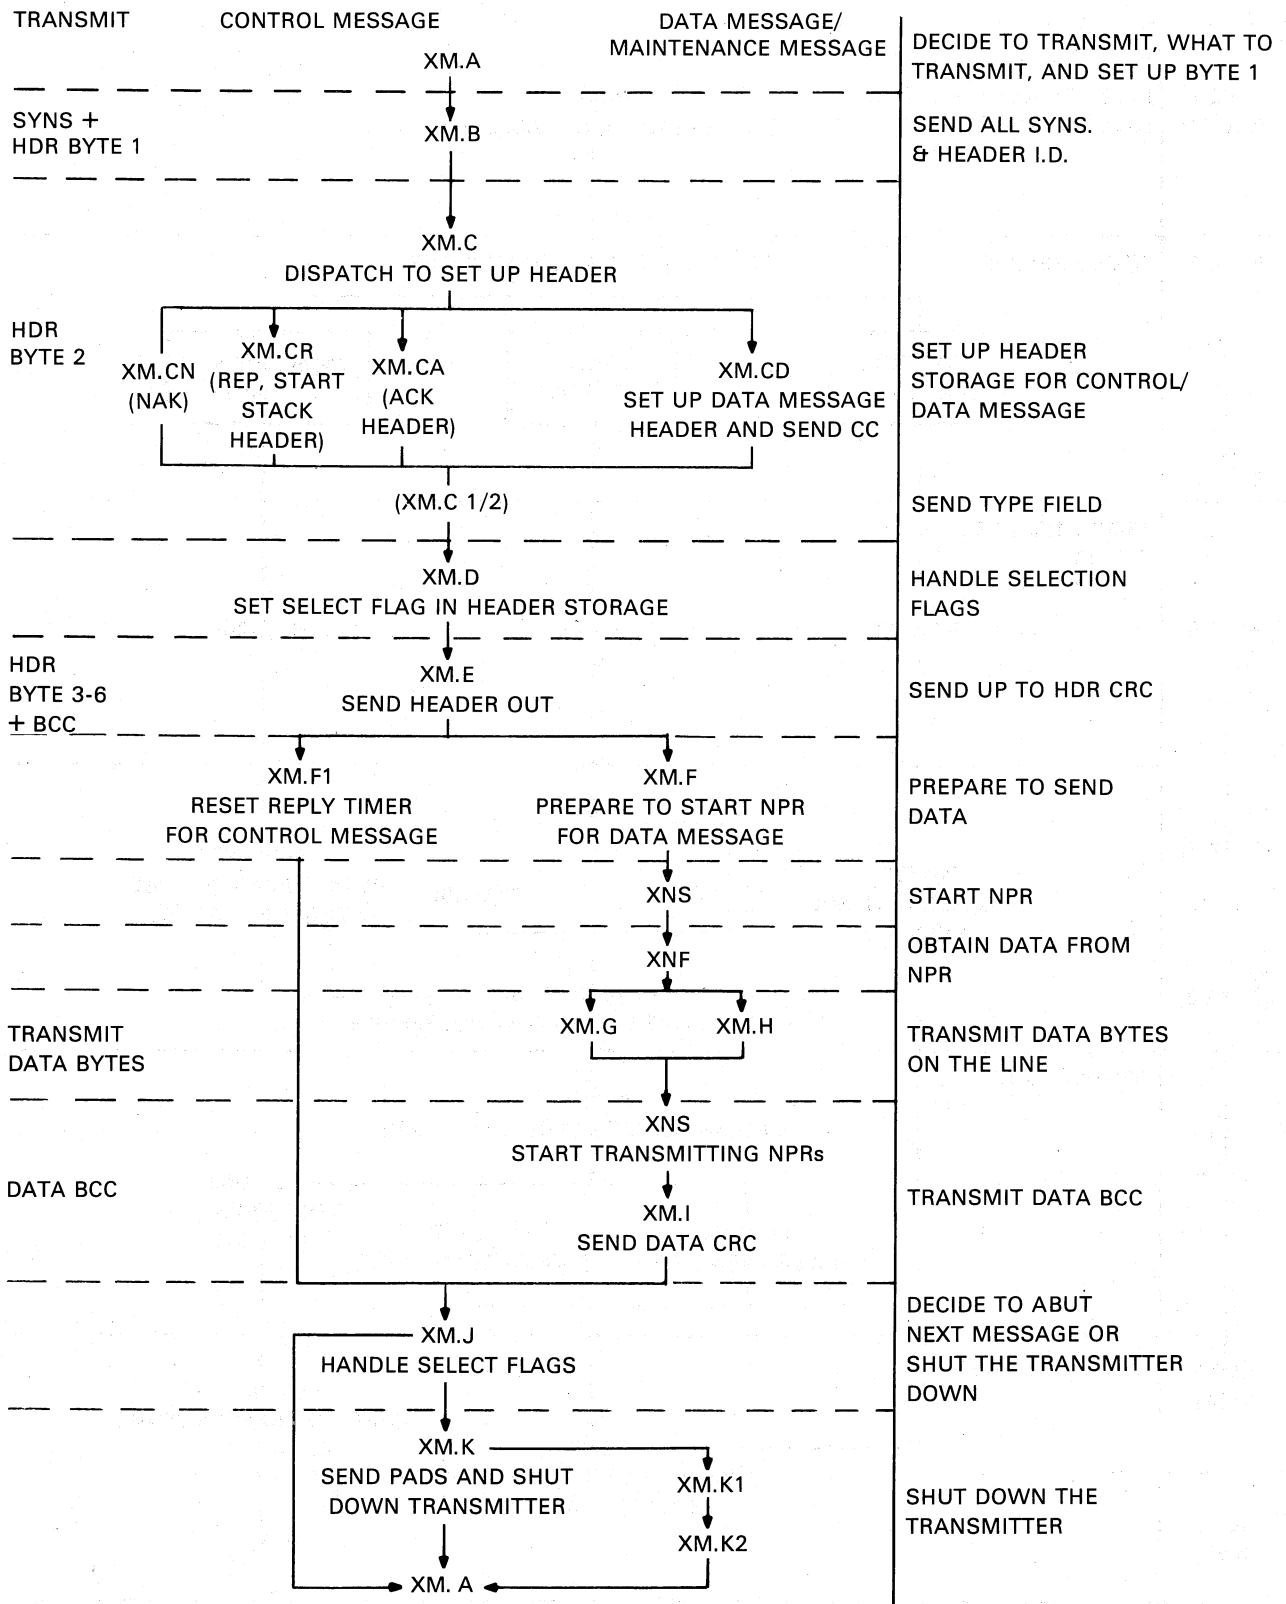 TRANSMIT
CONTROL MESSAGE
DATA MESSAGE/
MAINTENANCE MESSAGE
DECIDE TO TRANSMIT, WHAT TO
TRANSMIT, AND SET UP BYTE 1
XM.A
SYNS +
HDR BYTE 1
XM.B
SEND ALL SYNS.
& HEADER I.D.
XM.C
DISPATCH TO SET UP HEADER
HDR
BYTE 2
XM.CN
(NAK)
XM.CR
(REP, START
STACK
HEADER)
XM.CA
(ACK
HEADER)
XM.CD
SET UP DATA MESSAGE
HEADER AND SEND CC
SET UP HEADER
STORAGE FOR CONTROL/
DATA MESSAGE
(XM.C 1/2)
SEND TYPE FIELD
XM.D
SET SELECT FLAG IN HEADER STORAGE
HANDLE SELECTION
FLAGS
HDR
BYTE 3-6
+ BCC
XM.E
SEND HEADER OUT
SEND UP TO HDR CRC
XM.F1
RESET REPLY TIMER
FOR CONTROL MESSAGE
XM.F
PREPARE TO START NPR
FOR DATA MESSAGE
PREPARE TO SEND
DATA
XNS
START NPR
XNF
OBTAIN DATA FROM
NPR
TRANSMIT
DATA BYTES
XM.G
XM.H
TRANSMIT DATA BYTES
ON THE LINE
XNS
START TRANSMITTING NPRs
DATA BCC
XM.I
SEND DATA CRC
TRANSMIT DATA BCC
XM.J
HANDLE SELECT FLAGS
DECIDE TO ABUT
NEXT MESSAGE OR
SHUT THE TRANSMITTER
DOWN
XM.K
SEND PADS AND SHUT
DOWN TRANSMITTER
XM.K1
XM.K2
SHUT DOWN THE
TRANSMITTER
XM. A